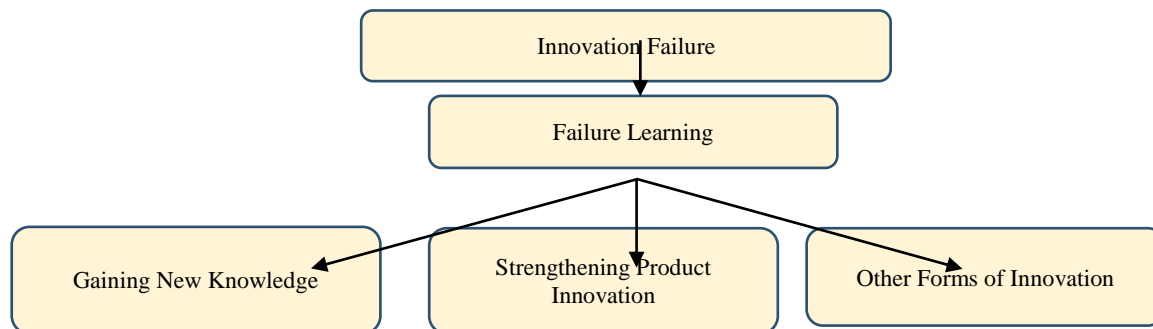 Innovation Failure
Failure Learning
Gaining New Knowledge
Strengthening Product
Innovation
Other Forms of Innovation